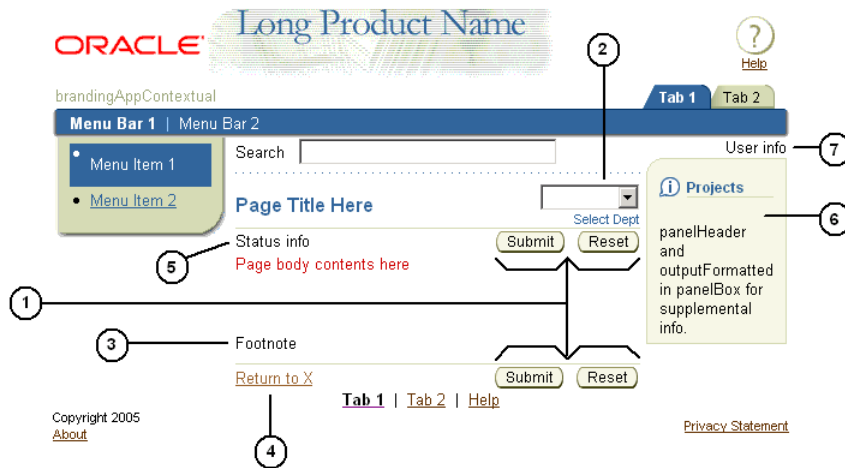 Long Product Name
ORACLE
2
Help
brandingAppContextual
Tab 1 Tab 2
Menu Bar 1 | Menu Bar 2
Menu Item 1
Menu Item 2
Search
User info
7
Page Title Here
Select Dept
Projects
6
panelHeader
and
outputFormatted
in panelBox for
supplemental
info.
Status info
5
Submit Reset
Page body contents here
1
3
Footnote
Return to X
Submit Reset
4
Tab 1 | Tab 2 | Help
Copyright 2005
About
Privacy Statement